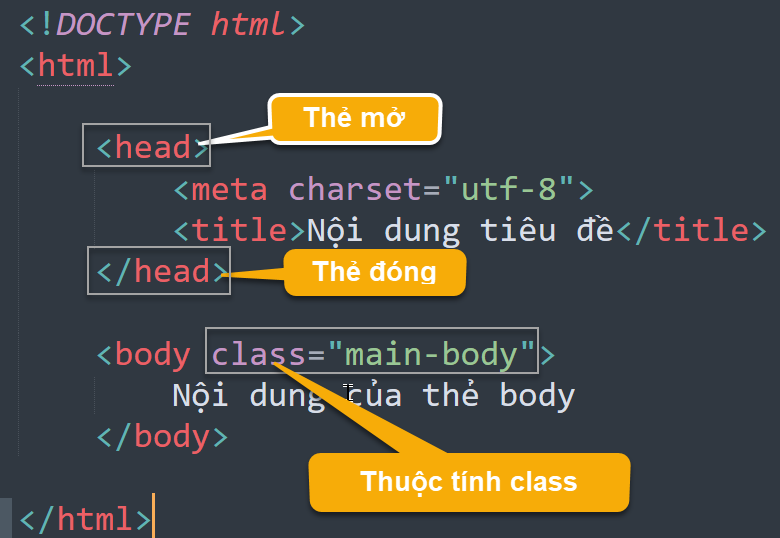 <!DOCTYPE html>
<html>
Thẻ mở
<head>
<meta charset="utf-8">
<title>Nội dung tiêu đề</title>
</head>
Thẻ đóng
<body class="main-body">
Nội dung của thẻ body
</body>
Thuộc tính class
</html>